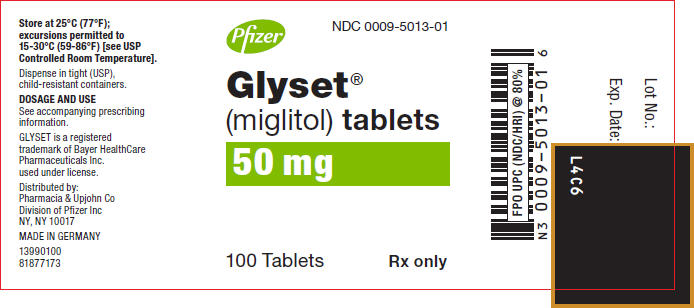 Store at 25°C (77°F);
excursions permitted to
15-30°C (59-86°F) [see USP
Controlled Room Temperature].
Dispense in tight (USP),
child-resistant containers.
DOSAGE AND USE
See accompanying prescribing
information.
GLYSET is a registered
trademark of Bayer HealthCare
Pharmaceuticals Inc.
used under license.
Distributed by:
Pharmacia & Upjohn Co
Division of Pfizer Inc
NY, NY 10017
MADE IN GERMANY
13990100
81877173
Pfizer
NDC 0009-5013-01
Glyset®
(miglitol) tablets
50 mg
100 Tablets Rx only
FPO UPC (NDC/HRI) @ 80%
N3 0009-5013-01 6
Lot No.:
Exp. Date:
L4C6